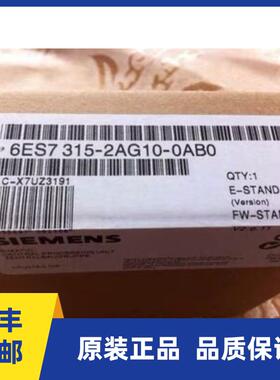 6ES7 315-2AG10-0AB0
C-X7UZ3191
QTY:1
E-STAND
(Version)
FW-STAN
SIEMENS
丰
邮
原装正品 品质保证